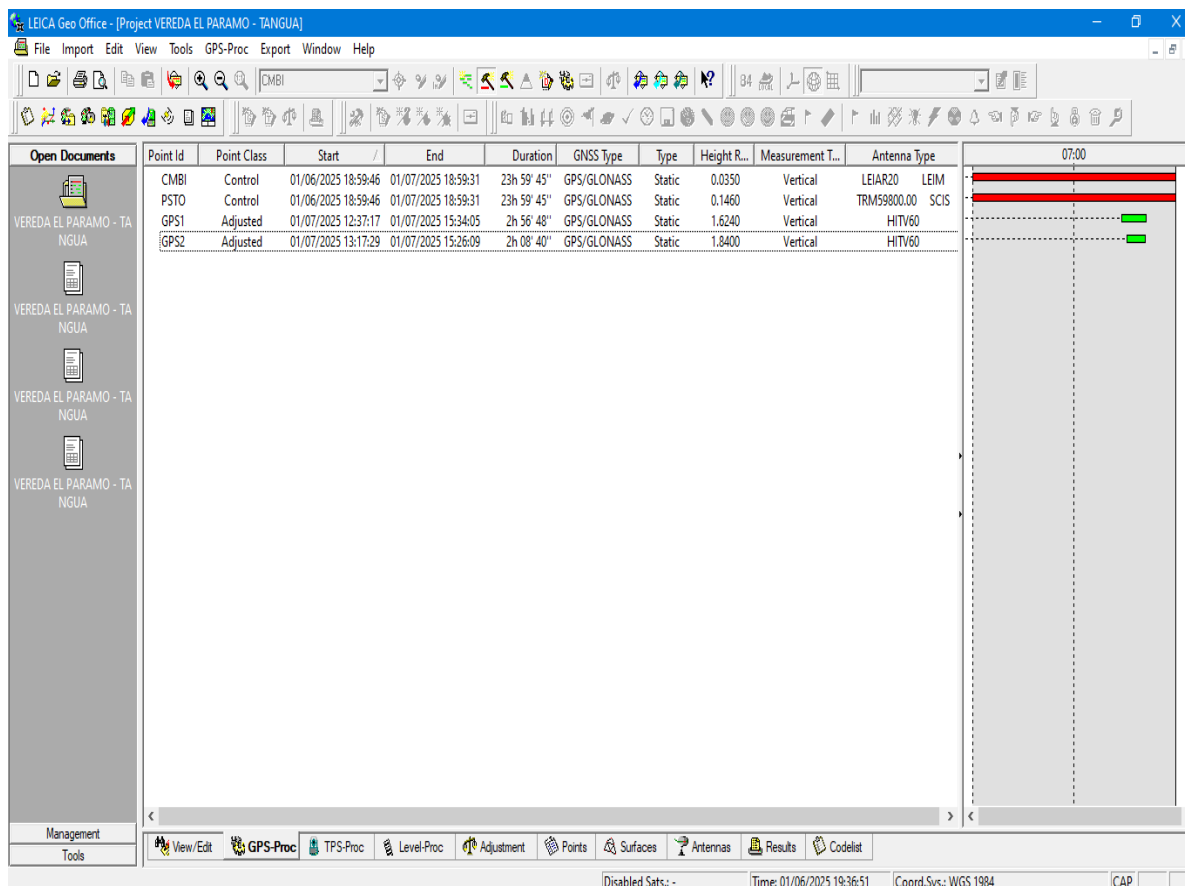 LEICA Geo Office - [Project VEREDA EL PARAMO - TANGUA]
File Import Edit View Tools GPS-Proc Export Window Help
CMBI
84
Open Documents
VEREDA EL PARAMO - TA
NGUA
VEREDA EL PARAMO - TA
NGUA
VEREDA EL PARAMO - TA
NGUA
VEREDA EL PARAMO - TA
NGUA
Management
Tools
Point Id Point Class Start / End Duration GNSS Type Type Height R... Measurement T... Antenna Type 07:00
CMBI Control 01/06/2025 18:59:46 01/07/2025 18:59:31 23h 59' 45'' GPS/GLONASS Static 0.0350 Vertical LEIAR20 LEIM
PSTO Control 01/06/2025 18:59:46 01/07/2025 18:59:31 23h 59' 45'' GPS/GLONASS Static 0.1460 Vertical TRM59800.00 SCIS
GPS1 Adjusted 01/07/2025 12:37:17 01/07/2025 15:34:05 2h 56' 48'' GPS/GLONASS Static 1.6240 Vertical HITV60
GPS2 Adjusted 01/07/2025 13:17:29 01/07/2025 15:26:09 2h 08' 40'' GPS/GLONASS Static 1.8400 Vertical HITV60
View/Edit GPS-Proc TPS-Proc Level-Proc Adjustment Points Surfaces Antennas Results Codelist
Disabled Sats.: - Time: 01/06/2025 19:36:51 Coord.Sys.: WGS 1984 CAP